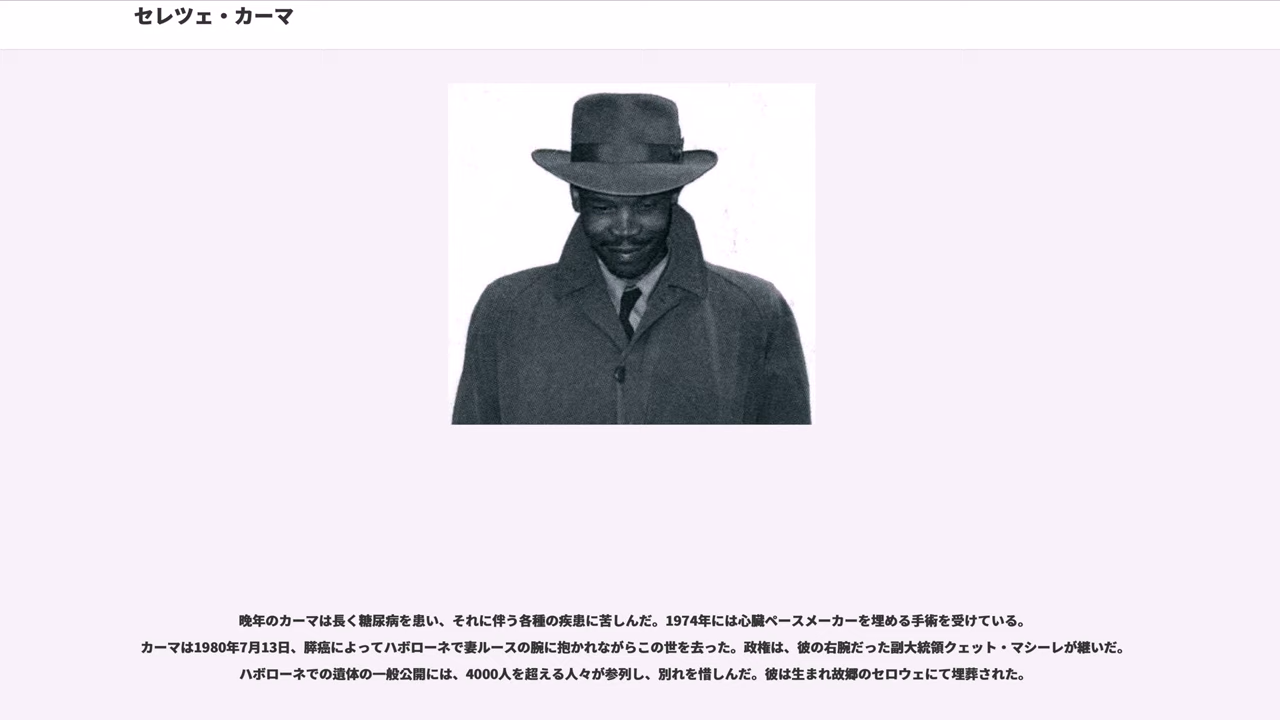 セレツェ・カーマ
晩年のカーマは長く糖尿病を患い、それに伴う各種の疾患に苦しんだ。1974年には心臓ペースメーカーを埋める手術を受けている。
カーマは1980年7月13日、膵癌によってハボローネで妻ルースの腕に抱かれながらこの世を去った。政権は、彼の右腕だった副大統領クェット・マシーレが継いだ。
ハボローネでの遺体の一般公開には、4000人を超える人々が参列し、別れを惜しんだ。彼は生まれ故郷のセロウェにて埋葬された。